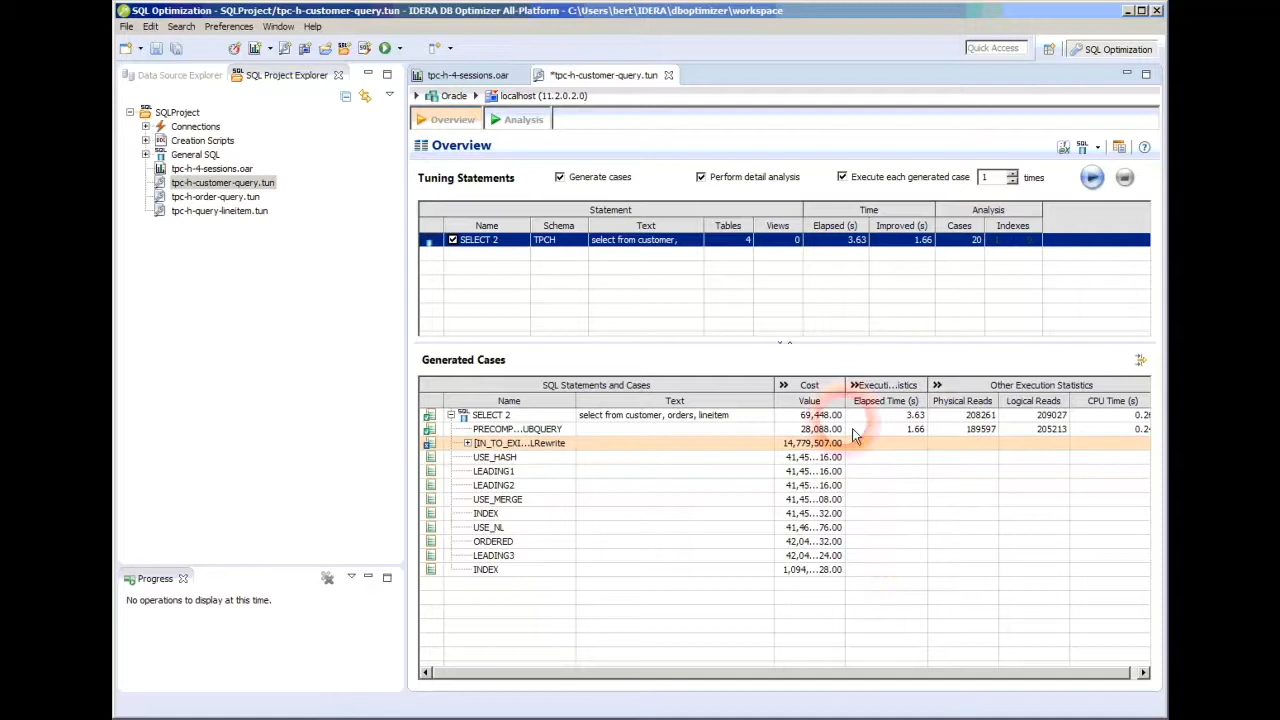 SQL Optimization - SQLProject/tpc-h-customer-query.tun - IDERA DB Optimizer All-Platform - C:\Users\bert\IDERA\dboptimizer\workspace
File Edit Search Preferences Window Help
Quick Access SQL Optimization
Data Source Explorer SQL Project Explorer
SQLProject
Connections
Creation Scripts
General SQL
tpc-h-4-sessions.oar
tpc-h-customer-query.tun
tpc-h-order-query.tun
tpc-h-query-lineitem.tun
Progress
No operations to display at this time.
tpc-h-4-sessions.oar *tpc-h-customer-query.tun
Oracle localhost (11.2.0.2.0)
Overview Analysis
Overview
Tuning Statements Generate cases Perform detail analysis Execute each generated case 1 times
Statement Time Analysis
Name Schema Text Tables Views Elapsed (s) Improved (s) Cases Indexes
SELECT 2 TPCH select from customer, 4 0 3.63 1.66 20
Generated Cases
SQL Statements and Cases Cost Executi...istics Other Execution Statistics
Name Text Value Elapsed Time (s) Physical Reads Logical Reads CPU Time (s)
SELECT 2 select from customer, orders, lineitem 69,448.00 3.63 208261 209027
PRECOMP...UBQUERY 28,088.00 1.66 189597 205213
[IN_TO_EXI...LRewrite 14,779,507.00
USE_HASH 41,45...16.00
LEADING1 41,45...16.00
LEADING2 41,45...16.00
USE_MERGE 41,45...08.00
INDEX 41,45...32.00
USE_NL 41,46...76.00
ORDERED 42,04...32.00
LEADING3 42,04...24.00
INDEX 1,094,...28.00